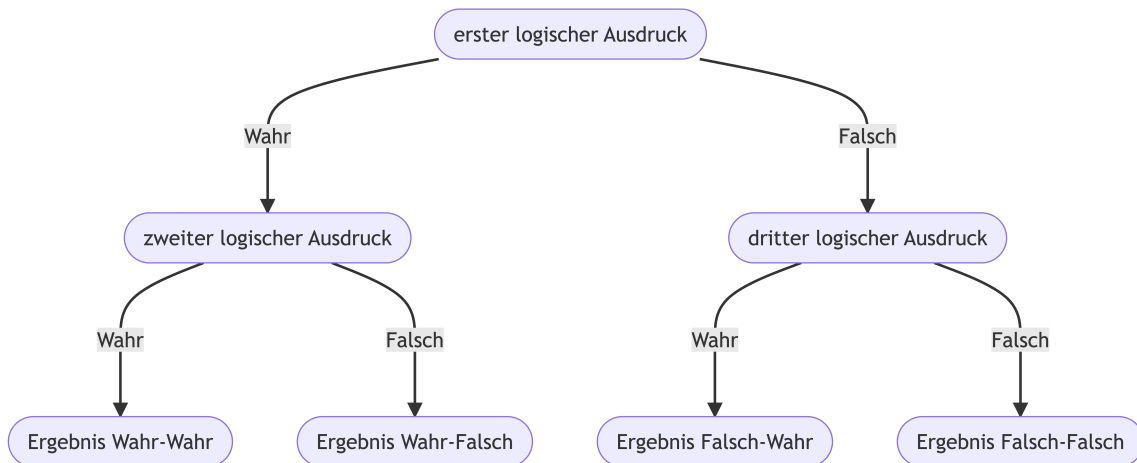 erster logischer Ausdruck
Wahr
Falsch
zweiter logischer Ausdruck
dritter logischer Ausdruck
Wahr
Falsch
Wahr
Falsch
Ergebnis Wahr-Wahr
Ergebnis Wahr-Falsch
Ergebnis Falsch-Wahr
Ergebnis Falsch-Falsch